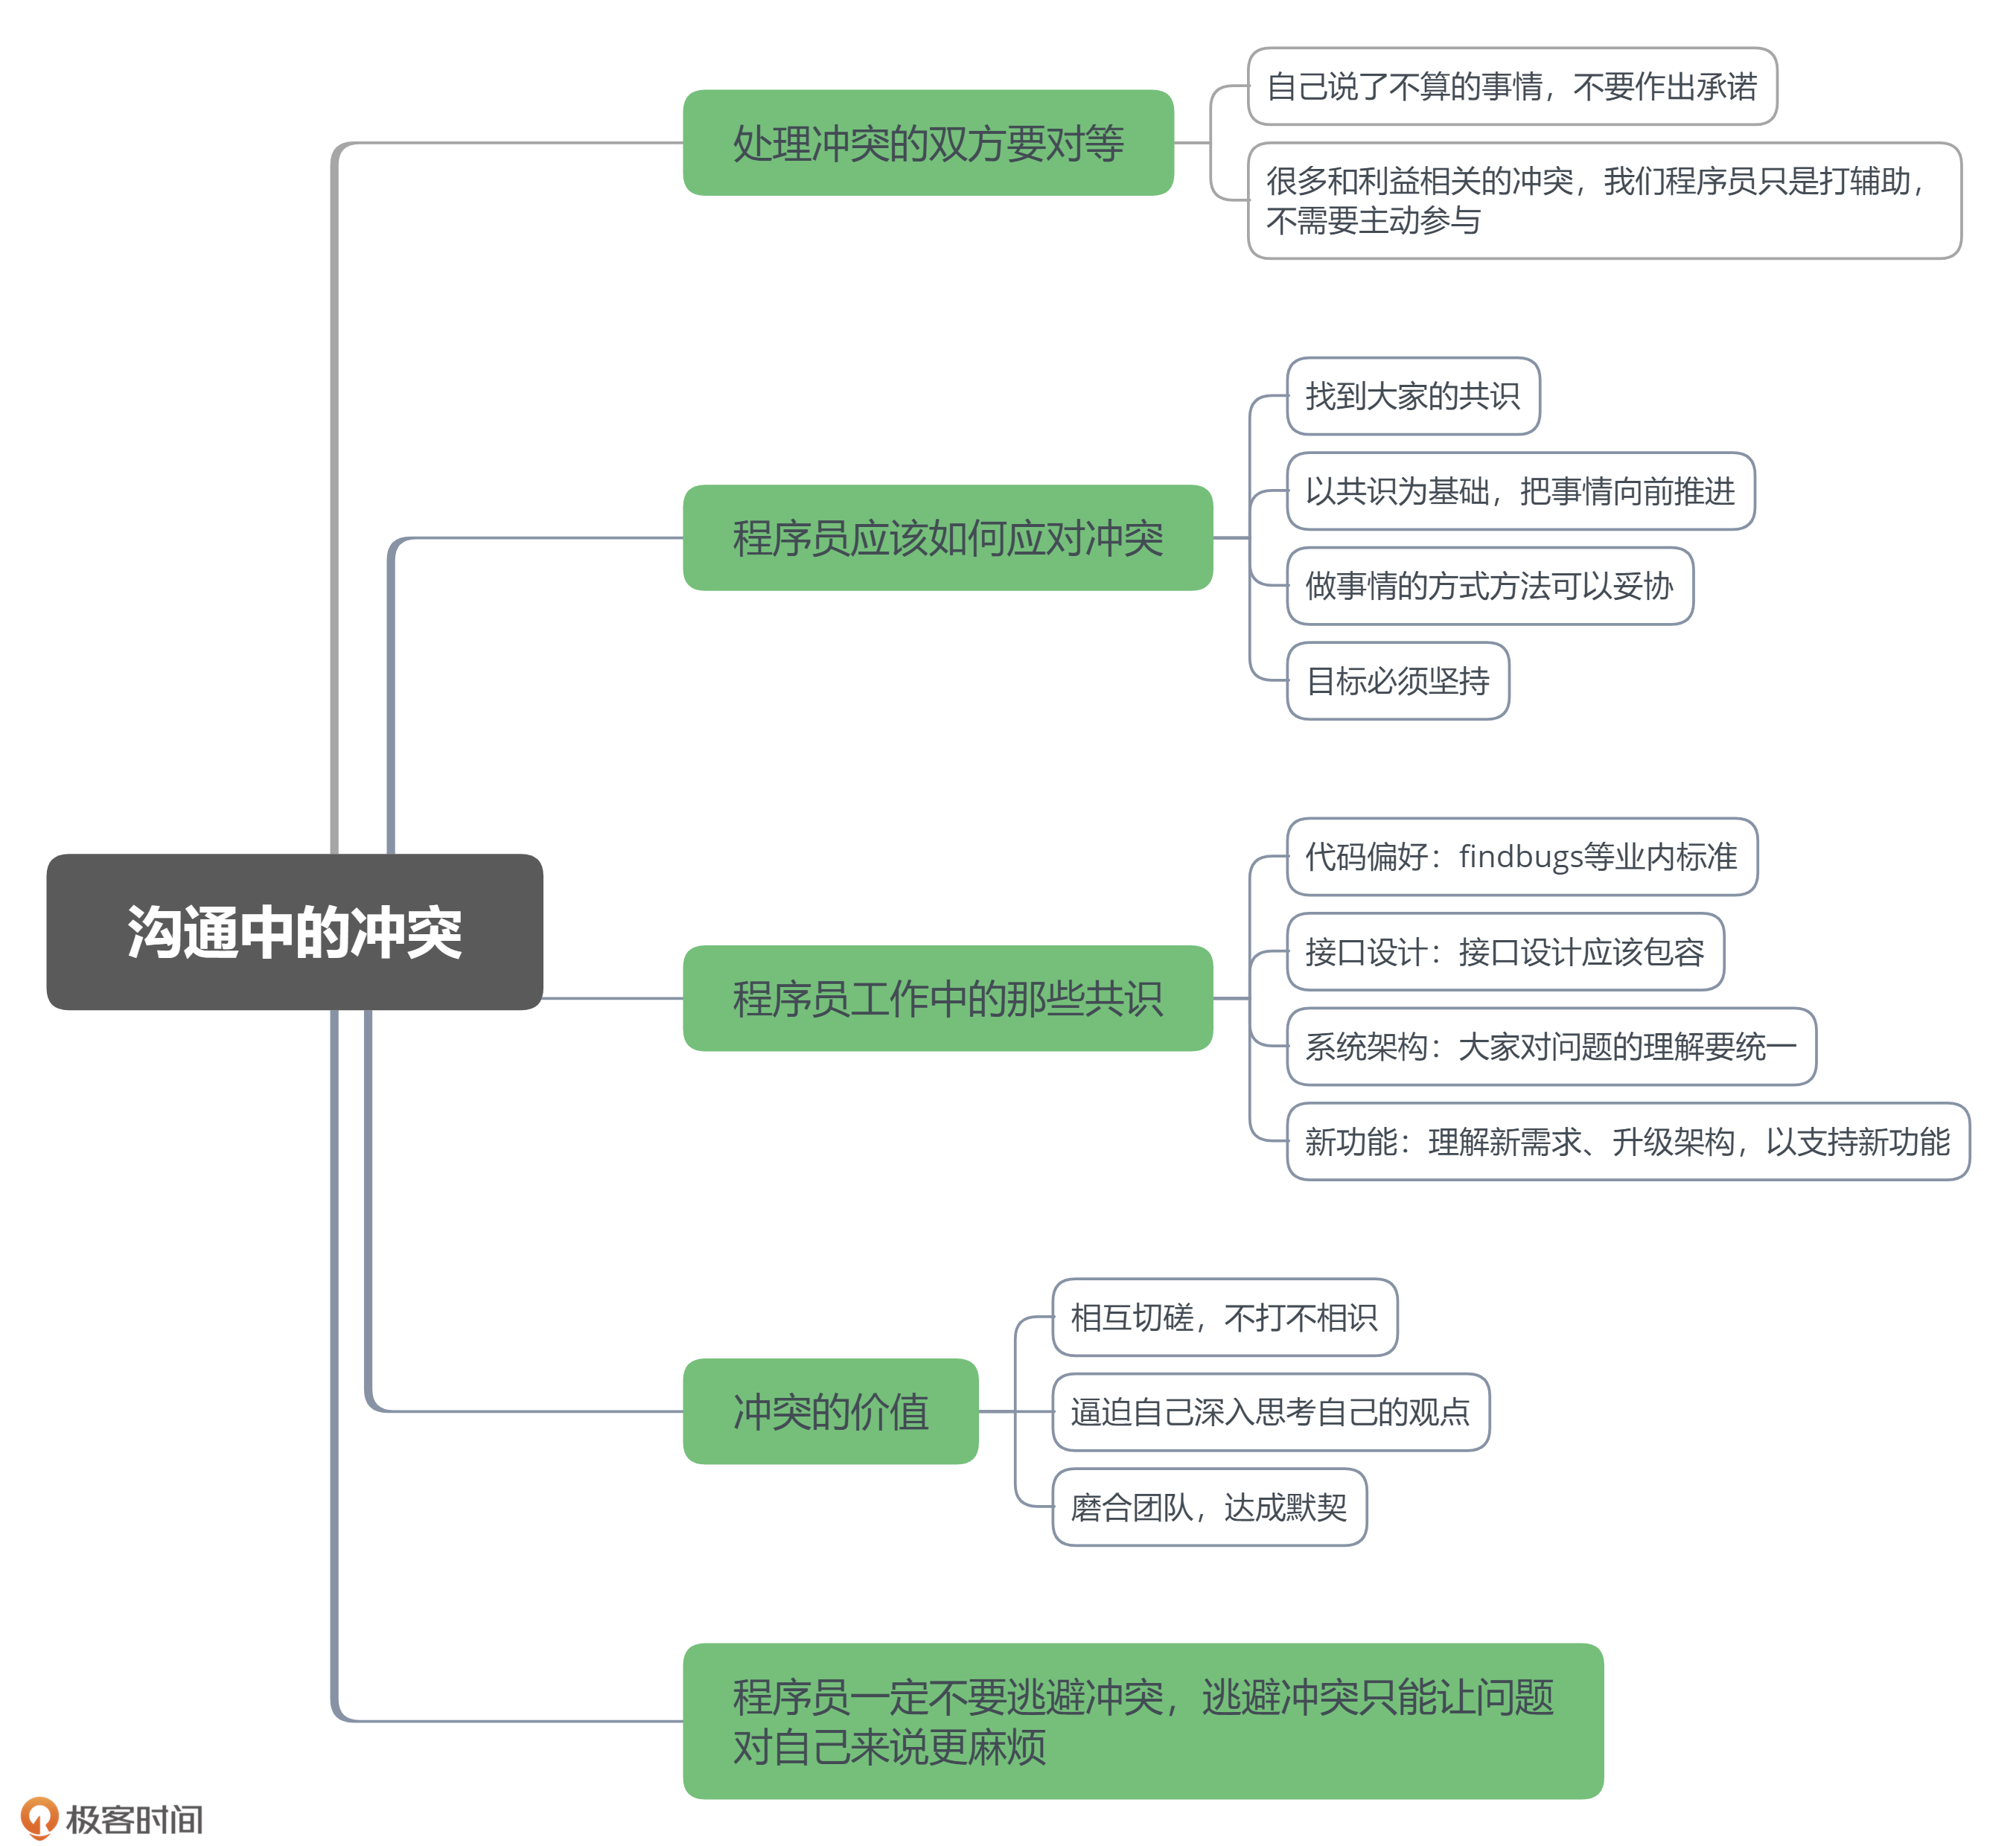 处理冲突的双方要对等
自己说了不算的事情，不要作出承诺
很多和利益相关的冲突，我们程序员只是打辅助，
不需要主动参与
程序员应该如何应对冲突
找到大家的共识
以共识为基础，把事情向前推进
做事情的方式方法可以妥协
目标必须坚持
沟通中的冲突
程序员工作中的那些共识
代码偏好：findbugs等业内标准
接口设计：接口设计应该包容
系统架构：大家对问题的理解要统一
新功能：理解新需求、升级架构，以支持新功能
冲突的价值
相互切磋，不打不相识
逼迫自己深入思考自己的观点
磨合团队，达成默契
程序员一定不要逃避冲突，逃避冲突只能让问题
对自己来说更麻烦
极客时间